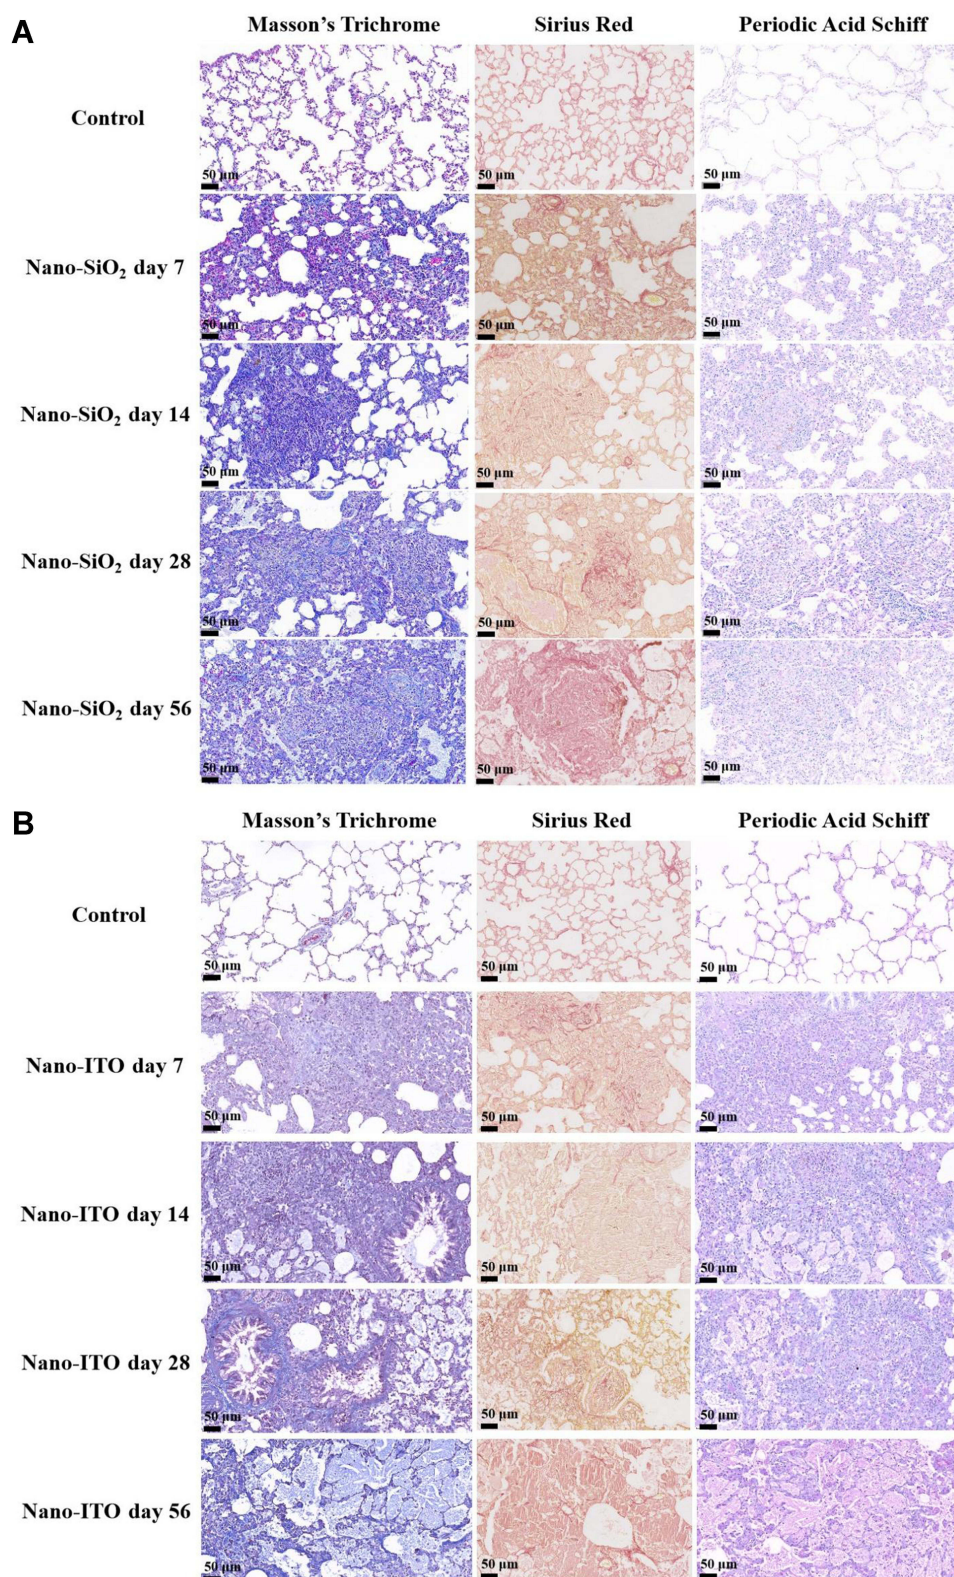 A
Masson's Trichrome Sirius Red Periodic Acid Schiff
Control
50 µm 50 µm 50 µm
Nano-SiO₂ day 7
50 µm 50 µm 50 µm
Nano-SiO₂ day 14
50 µm 50 µm 50 µm
Nano-SiO₂ day 28
50 µm 50 µm 50 µm
Nano-SiO₂ day 56
50 µm 50 µm 50 µm
B
Masson's Trichrome Sirius Red Periodic Acid Schiff
Control
50 µm 50 µm 50 µm
Nano-ITO day 7
50 µm 50 µm 50 µm
Nano-ITO day 14
50 µm 50 µm 50 µm
Nano-ITO day 28
50 µm 50 µm 50 µm
Nano-ITO day 56
50 µm 50 µm 50 µm